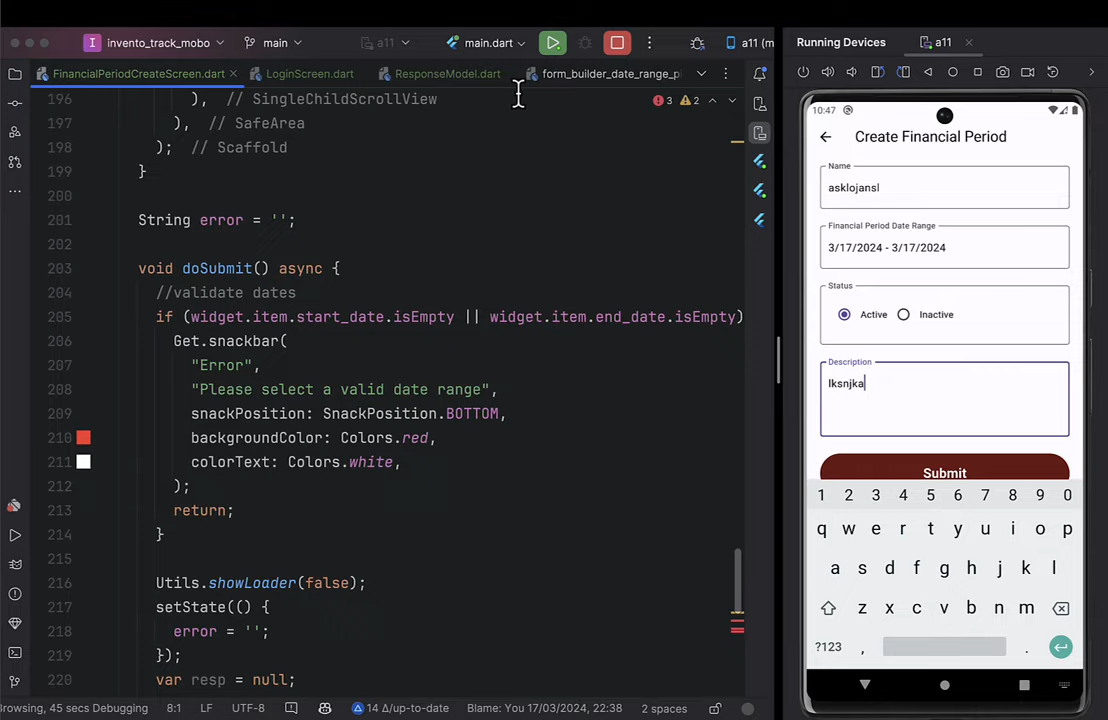 invento_track_mobo
main
a11
main.dart
a11 (m
Running Devices
a11
FinancialPeriodCreateScreen.dart
LoginScreen.dart
ResponseModel.dart
form_builder_date_range_pi
3
2
196 ), // SingleChildScrollView
197 ), // SafeArea
198 ); // Scaffold
199 }
200
201 String error = '';
202
203 void doSubmit() async {
204 //validate dates
205 if (widget.item.start_date.isEmpty || widget.item.end_date.isEmpty)
206 Get.snackbar(
207 "Error",
208 "Please select a valid date range",
209 snackPosition: SnackPosition.BOTTOM,
210 backgroundColor: Colors.red,
211 colorText: Colors.white,
212 );
213 return;
214 }
215
216 Utils.showLoader(false);
217 setState(() {
218 error = '';
219 });
220 var resp = null;
Browsing, 45 secs Debugging
8:1
LF
UTF-8
14 Δ/up-to-date
Blame: You 17/03/2024, 22:38
2 spaces
10:47
Create Financial Period
Name
asklojansl
Financial Period Date Range
3/17/2024 - 3/17/2024
Status
Active
Inactive
Description
lksnjka
Submit
1 2 3 4 5 6 7 8 9 0
q w e r t y u i o p
a s d f g h j k l
z x c v b n m
?123 , .